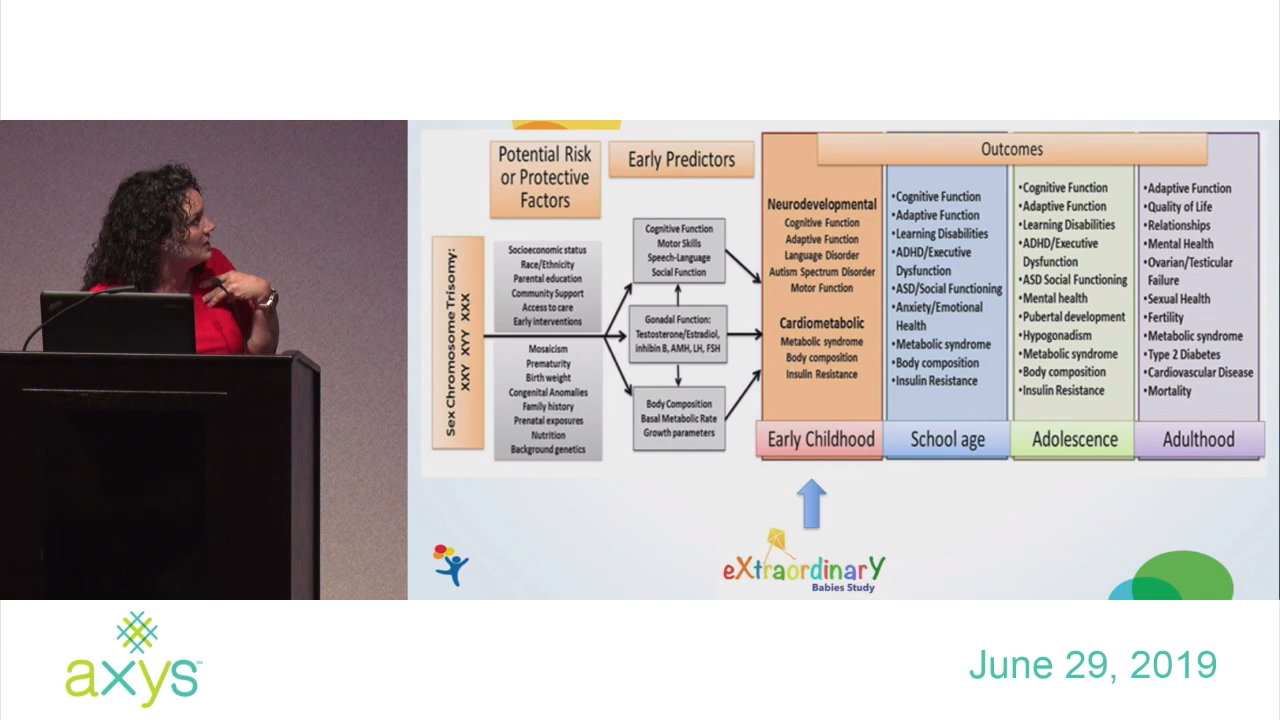 Potential Risk
or Protective
Factors
Early Predictors
Outcomes
Sex Chromosome Trisomy:
XXY XYY XXX
Socioeconomic status
Race/Ethnicity
Parental education
Community Support
Access to care
Early interventions
Mosaicism
Prematurity
Birth weight
Congenital Anomalies
Family history
Prenatal exposures
Nutrition
Background genetics
Cognitive Function
Motor Skills
Speech-Language
Social Function
Gonadal Function:
Testosterone/Estradiol,
inhibin B, AMH, LH, FSH
Body Composition
Basal Metabolic Rate
Growth parameters
Neurodevelopmental
Cognitive Function
Adaptive Function
Language Disorder
Autism Spectrum Disorder
Motor Function
Cardiometabolic
Metabolic syndrome
Body composition
Insulin Resistance
Early Childhood
•Cognitive Function
•Adaptive Function
•Learning Disabilities
•ADHD/Executive
Dysfunction
•ASD/Social Functioning
•Anxiety/Emotional
Health
•Metabolic syndrome
•Body composition
•Insulin Resistance
School age
•Cognitive Function
•Adaptive Function
•Learning Disabilities
•ADHD/Executive
Dysfunction
•ASD Social Functioning
•Mental health
•Pubertal development
•Hypogonadism
•Metabolic syndrome
•Body composition
•Insulin Resistance
Adolescence
•Adaptive Function
•Quality of Life
•Relationships
•Mental Health
•Ovarian/Testicular
Failure
•Sexual Health
•Fertility
•Metabolic syndrome
•Type 2 Diabetes
•Cardiovascular Disease
•Mortality
Adulthood
eXtraordinarY
Babies Study
axys
June 29, 2019